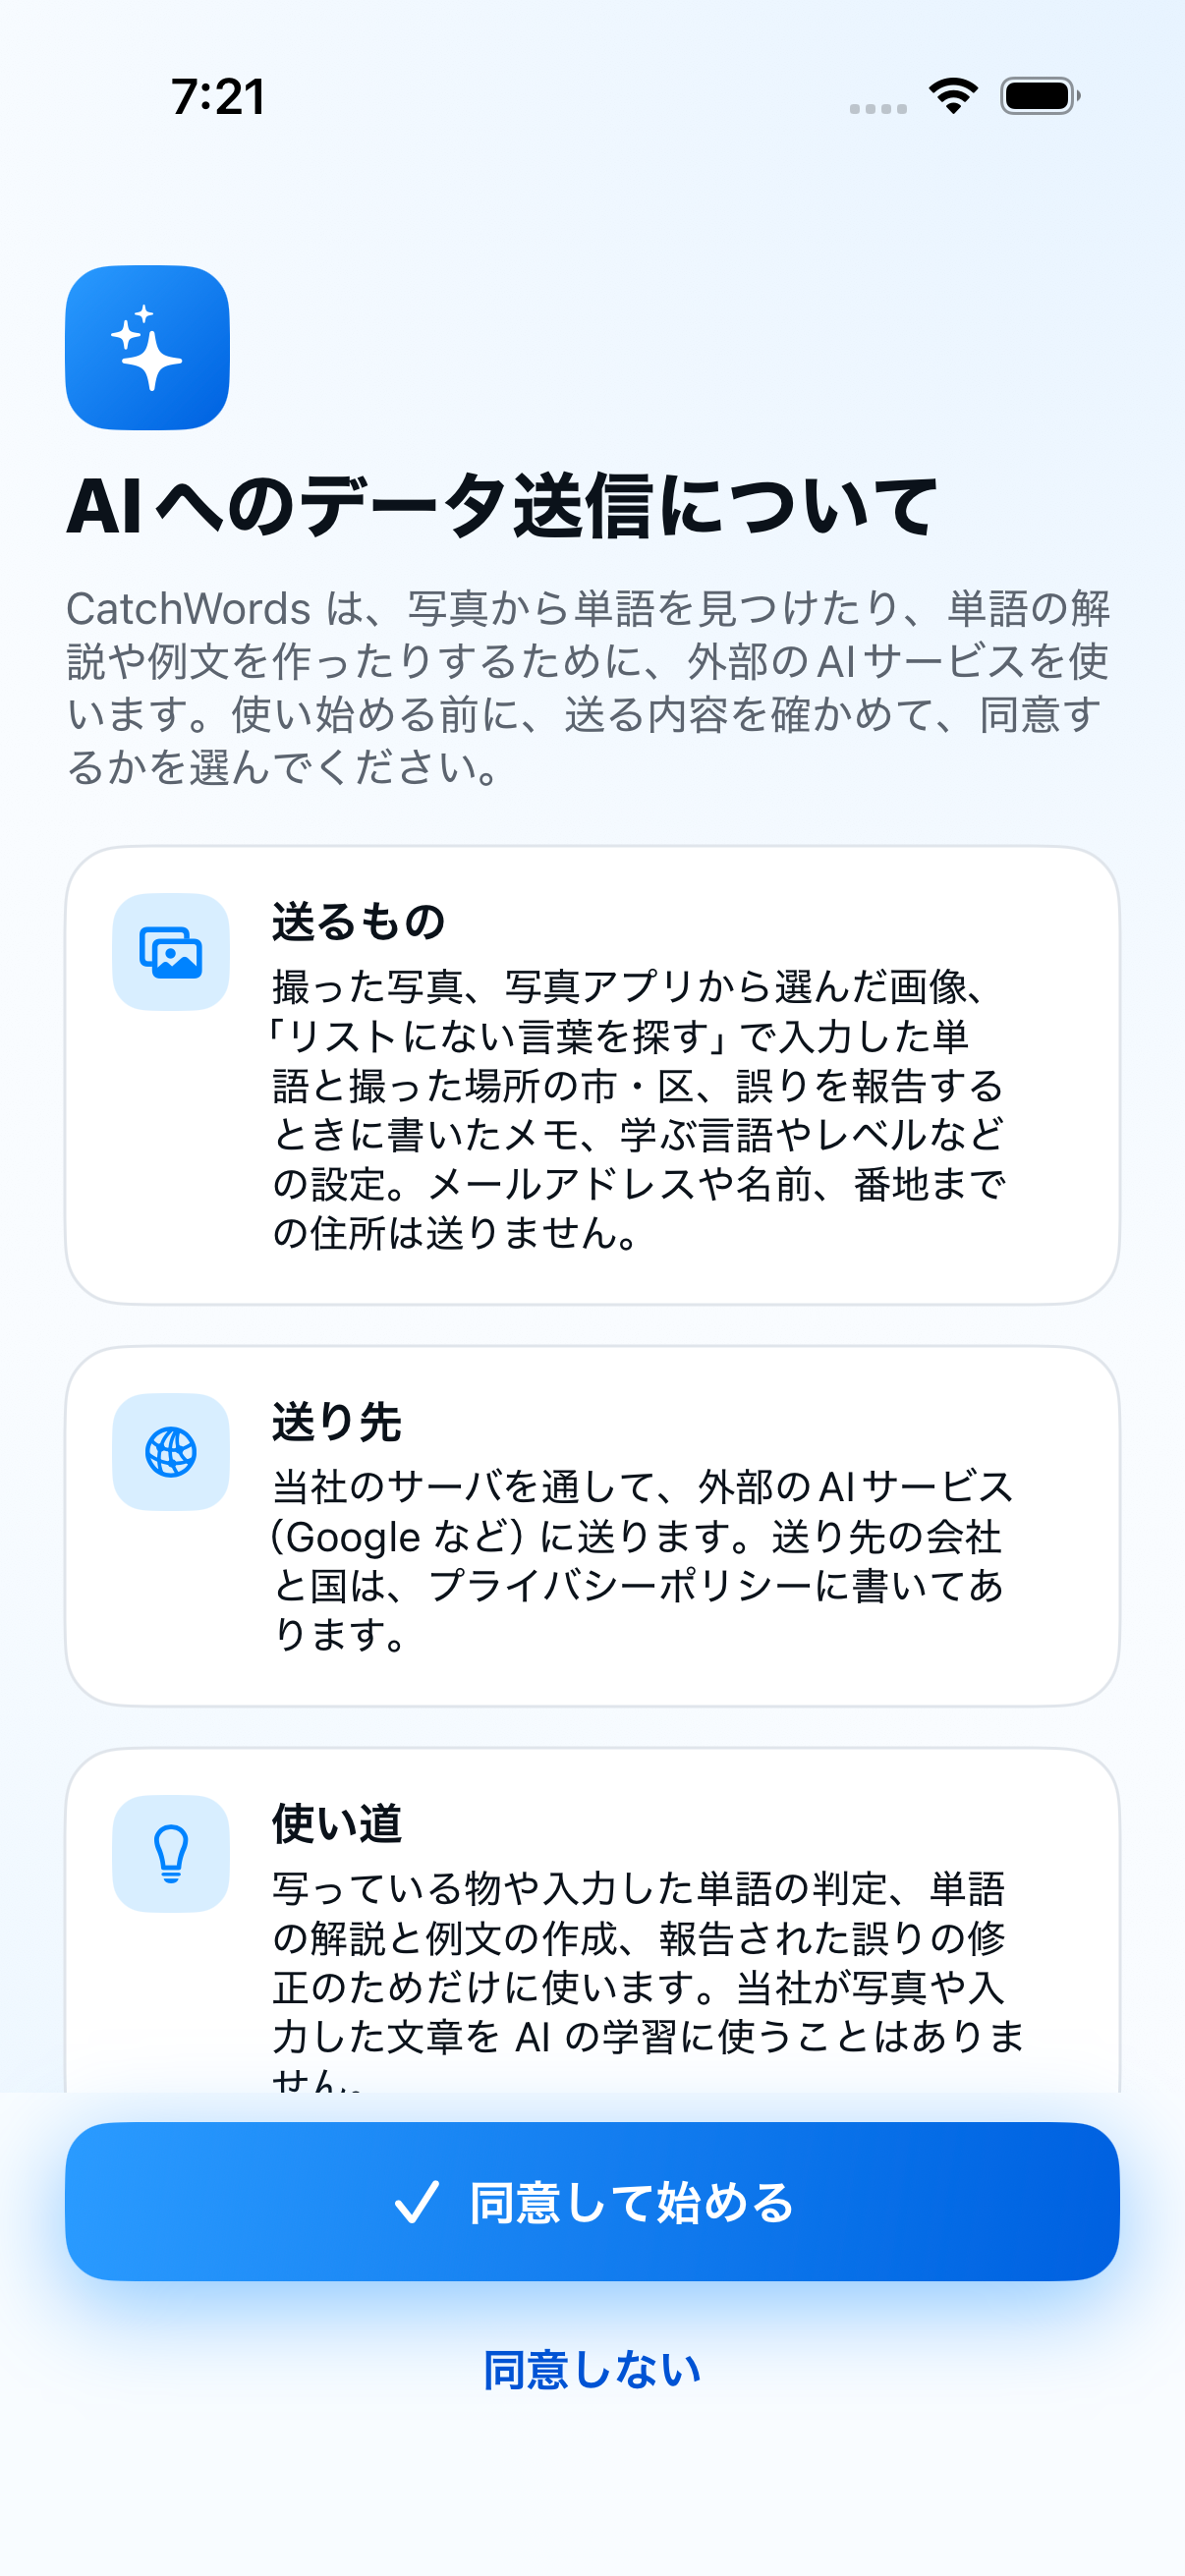 7:21
AIへのデータ送信について
CatchWords は、写真から単語を見つけたり、単語の解
説や例文を作ったりするために、外部のAIサービスを使
います。使い始める前に、送る内容を確かめて、同意す
るかを選んでください。
送るもの
撮った写真、写真アプリから選んだ画像、
「リストにない言葉を探す」で入力した単
語と撮った場所の市・区、誤りを報告する
ときに書いたメモ、学ぶ言語やレベルなど
の設定。メールアドレスや名前、番地まで
の住所は送りません。
送り先
当社のサーバを通して、外部のAIサービス
（Google など）に送ります。送り先の会社
と国は、プライバシーポリシーに書いてあ
ります。
使い道
写っている物や入力した単語の判定、単語
の解説と例文の作成、報告された誤りの修
正のためだけに使います。当社が写真や入
力した文章を AI の学習に使うことはありま
せん。
同意して始める
同意しない